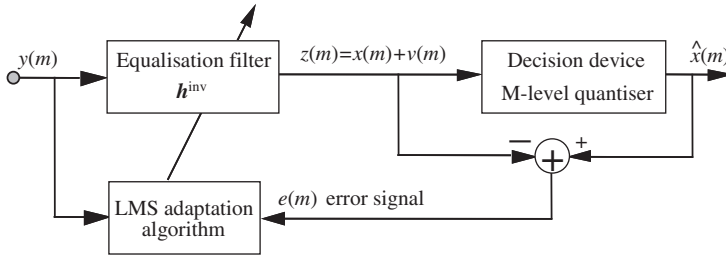 y(m)
Equalisation filter
h^inv
z(m)=x(m)+v(m)
Decision device
M-level quantiser
x̂(m)
− + +
LMS adaptation
algorithm
e(m) error signal